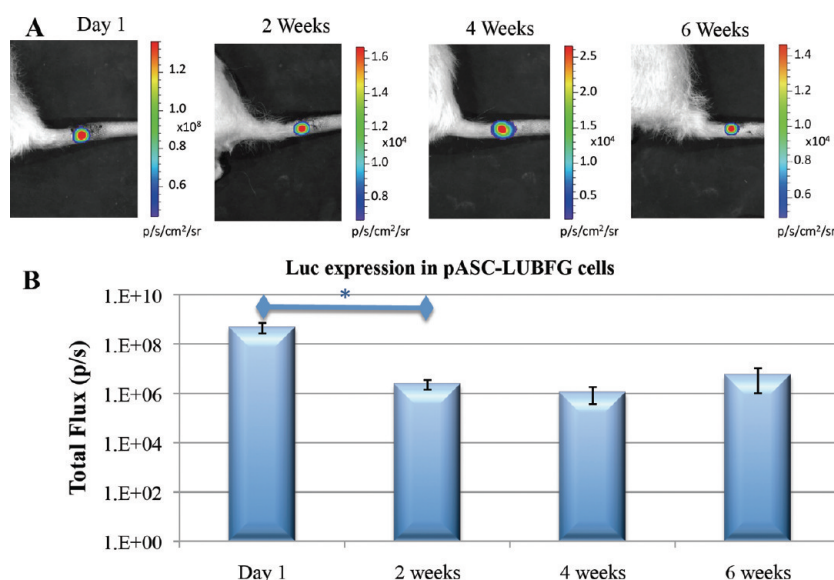 A
Day 1
2 Weeks
4 Weeks
6 Weeks
1.2
1.0
x10⁸
0.8
0.6
p/s/cm²/sr
1.6
1.4
1.2
x10⁴
1.0
0.8
p/s/cm²/sr
2.5
2.0
1.5
x10⁴
1.0
0.5
p/s/cm²/sr
1.4
1.2
1.0
x10⁴
0.8
0.6
p/s/cm²/sr
B
Luc expression in pASC-LUBFG cells
*
Total Flux (p/s)
1.E+10
1.E+08
1.E+06
1.E+04
1.E+02
1.E+00
Day 1
2 weeks
4 weeks
6 weeks